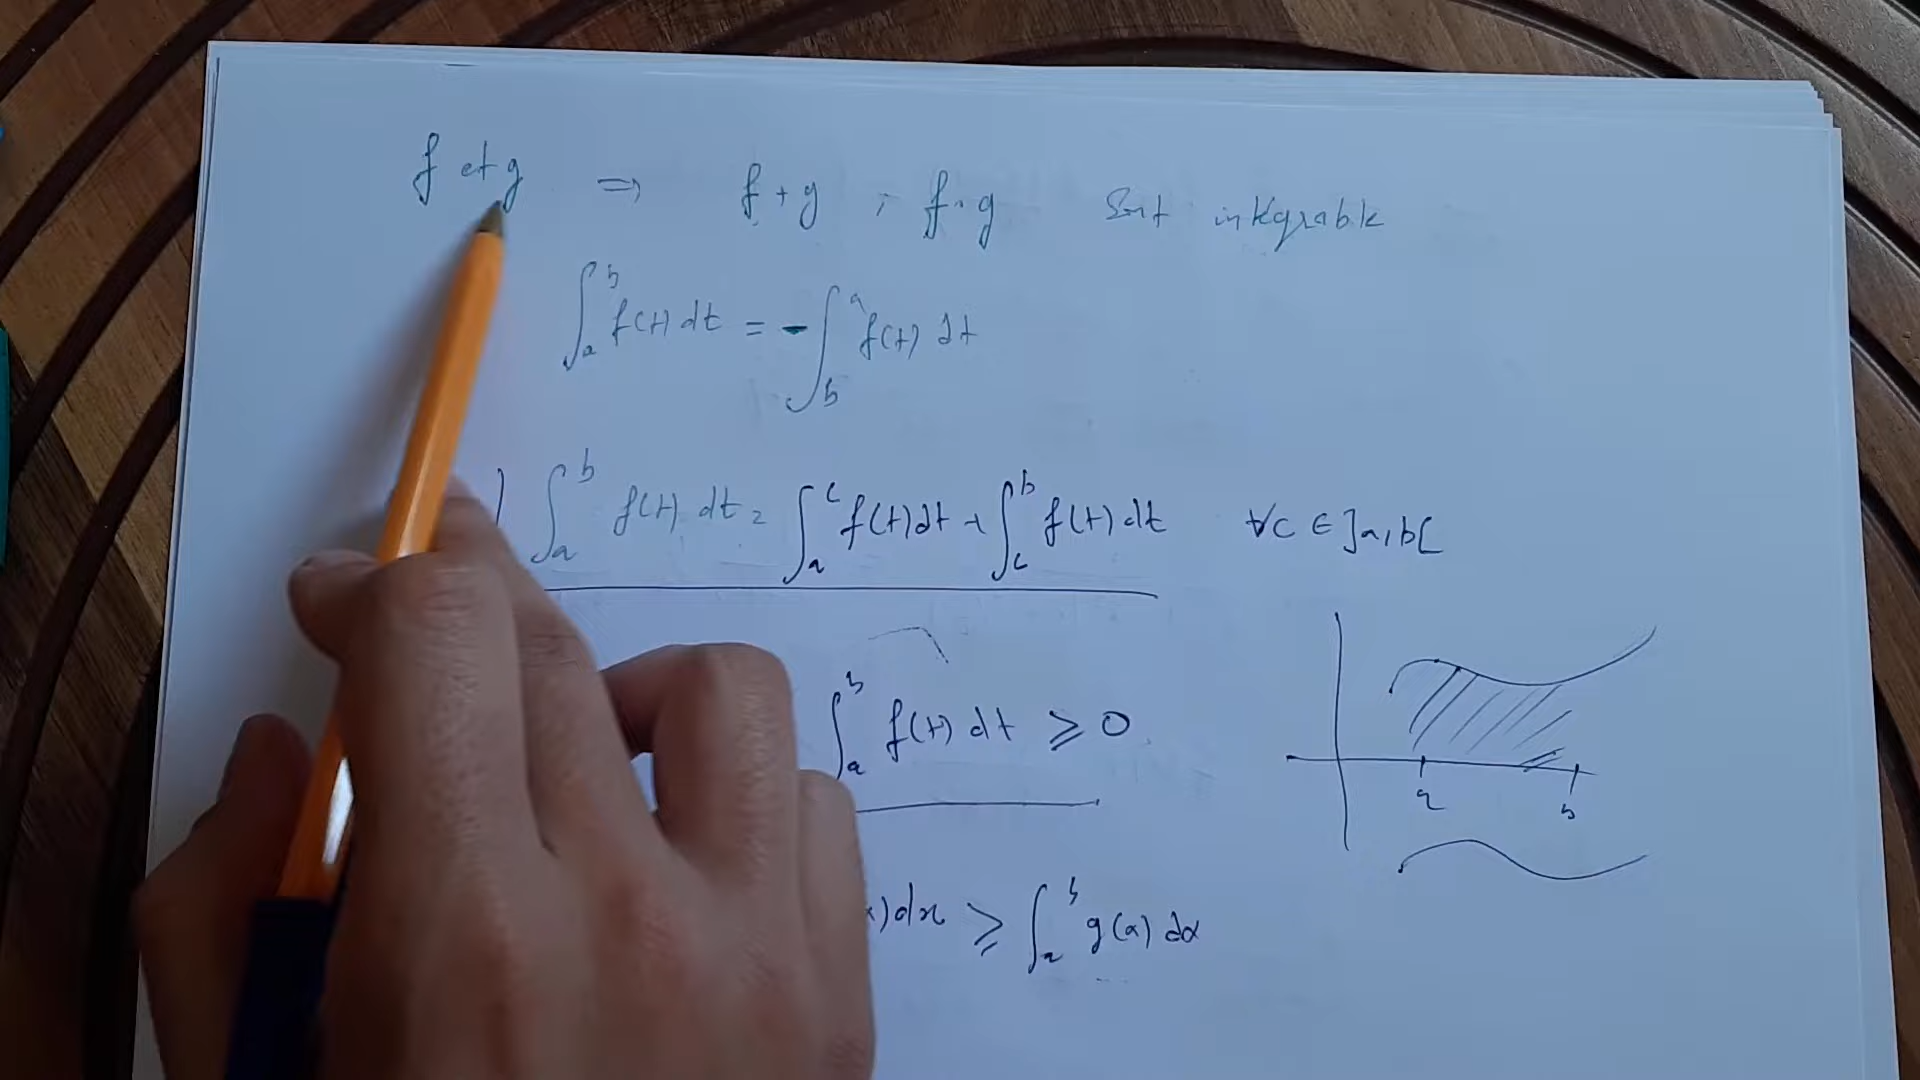 f et g ⇒ f + g , f · g sont intégrable
∫_a^b f(t) dt = - ∫_b^a f(t) dt
∫_a^b f(t) dt = ∫_a^c f(t) dt + ∫_c^b f(t) dt ∀c ∈ ]a, b[
∫_a^b f(t) dt ⩾ 0
a b
x) dx ⩾ ∫_a^b g(x) dx